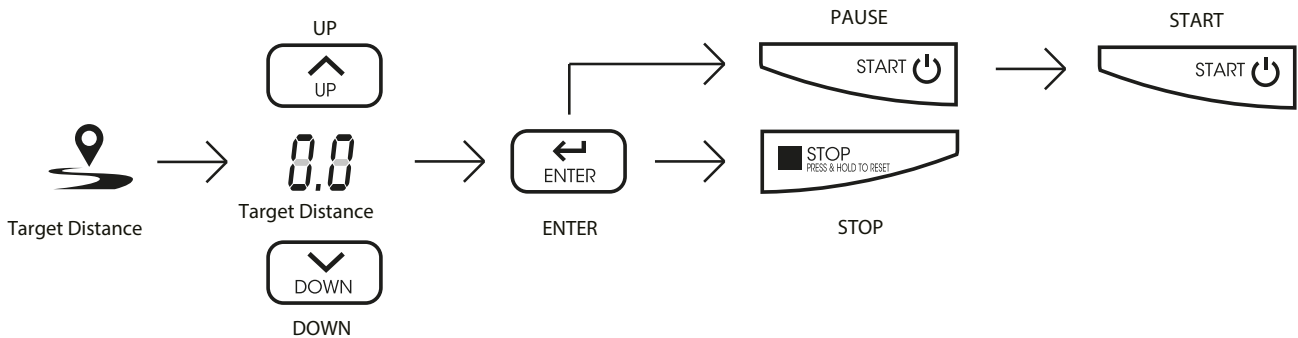 UP
UP
0.0
Target Distance
Target Distance
DOWN
DOWN
ENTER
ENTER
PAUSE
START
STOP
PRESS & HOLD TO RESET
STOP
START
START